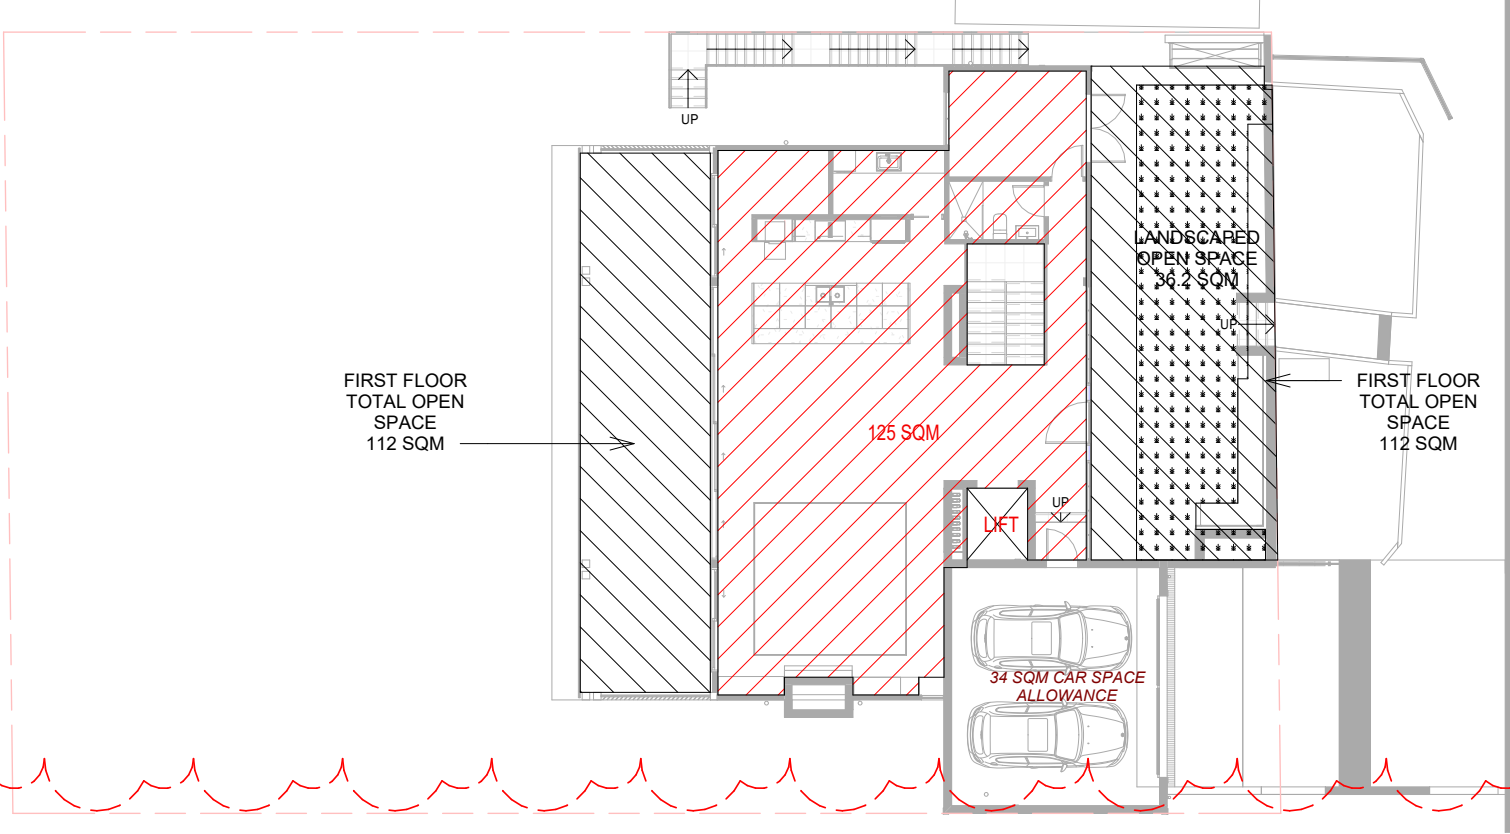 UP
LANDSCAPED
OPEN SPACE
36.2 SQM
UP
FIRST FLOOR
TOTAL OPEN
SPACE
112 SQM
FIRST FLOOR
TOTAL OPEN
SPACE
112 SQM
125 SQM
UP
LIFT
34 SQM CAR SPACE
ALLOWANCE